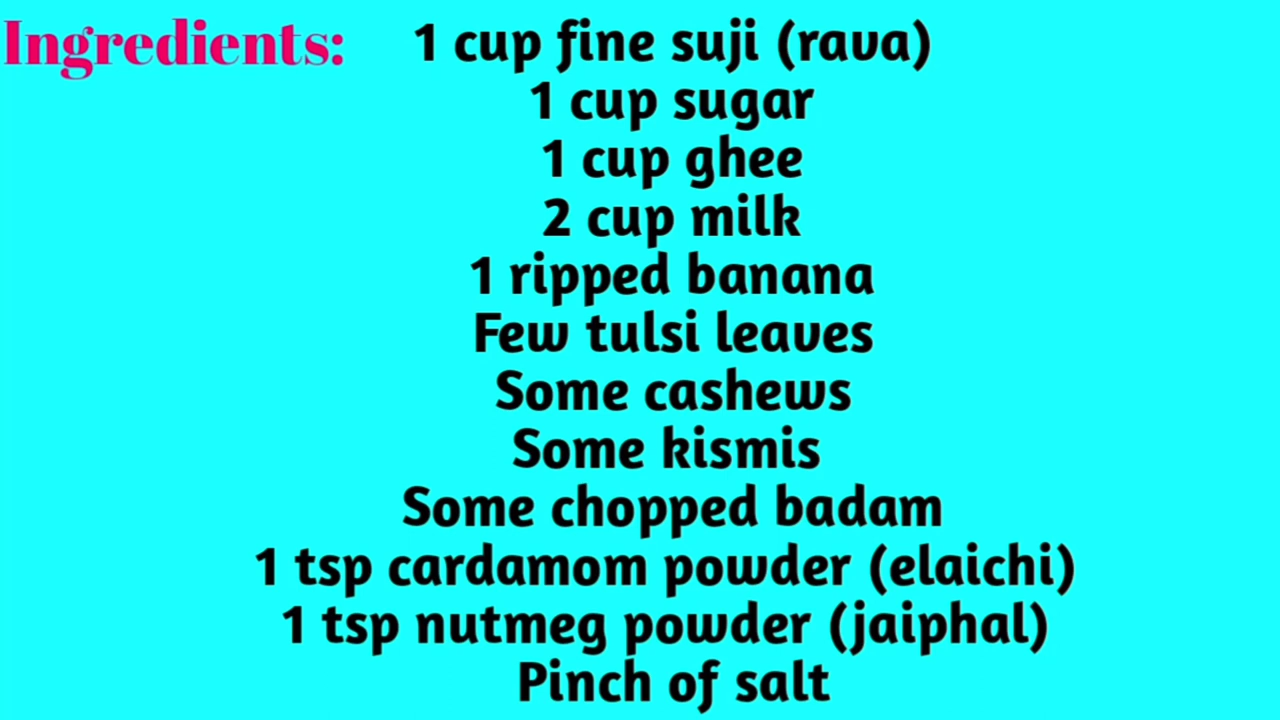 Ingredients: 1 cup fine suji (rava)
1 cup sugar
1 cup ghee
2 cup milk
1 ripped banana
Few tulsi leaves
Some cashews
Some kismis
Some chopped badam
1 tsp cardamom powder (elaichi)
1 tsp nutmeg powder (jaiphal)
Pinch of salt